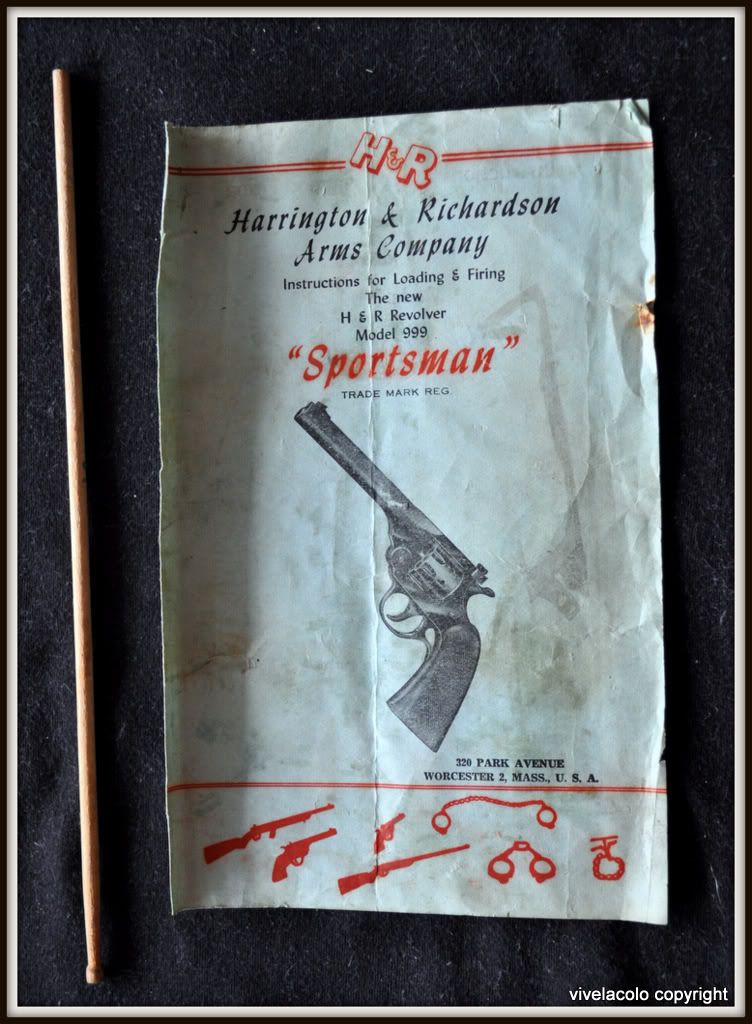 H&R
Harrington & Richardson
Arms Company
Instructions for Loading & Firing
The new
H & R Revolver
Model 999
"Sportsman"
TRADE MARK REG.
320 PARK AVENUE
WORCESTER 2, MASS., U. S. A.
vivelacolo copyright